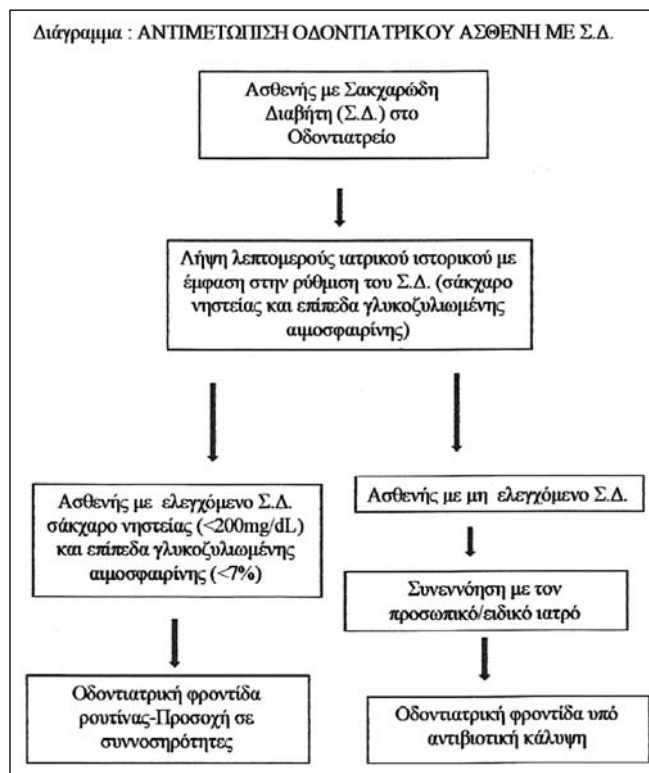 Διάγραμμα : ΑΝΤΙΜΕΤΩΠΙΣΗ ΟΔΟΝΤΙΑΤΡΙΚΟΥ ΑΣΘΕΝΗ ΜΕ Σ.Δ.
Ασθενής με Σακχαρώδη
Διαβήτη (Σ.Δ.) στο
Οδοντιατρείο
Λήψη λεπτομερούς ιατρικού ιστορικού με
έμφαση στην ρύθμιση του Σ.Δ. (σάκχαρο
νηστείας και επίπεδα γλυκοζυλιωμένης
αιμοσφαιρίνης)
Ασθενής με ελεγχόμενο Σ.Δ.
σάκχαρο νηστείας (<200mg/dL)
και επίπεδα γλυκοζυλιωμένης
αιμοσφαιρίνης (<7%)
Ασθενής με μη ελεγχόμενο Σ.Δ.
Συνεννόηση με τον
προσωπικό/ειδικό ιατρό
Οδοντιατρική φροντίδα
ρουτίνας-Προσοχή σε
συννοσηρότητες
Οδοντιατρική φροντίδα υπό
αντιβιοτική κάλυψη